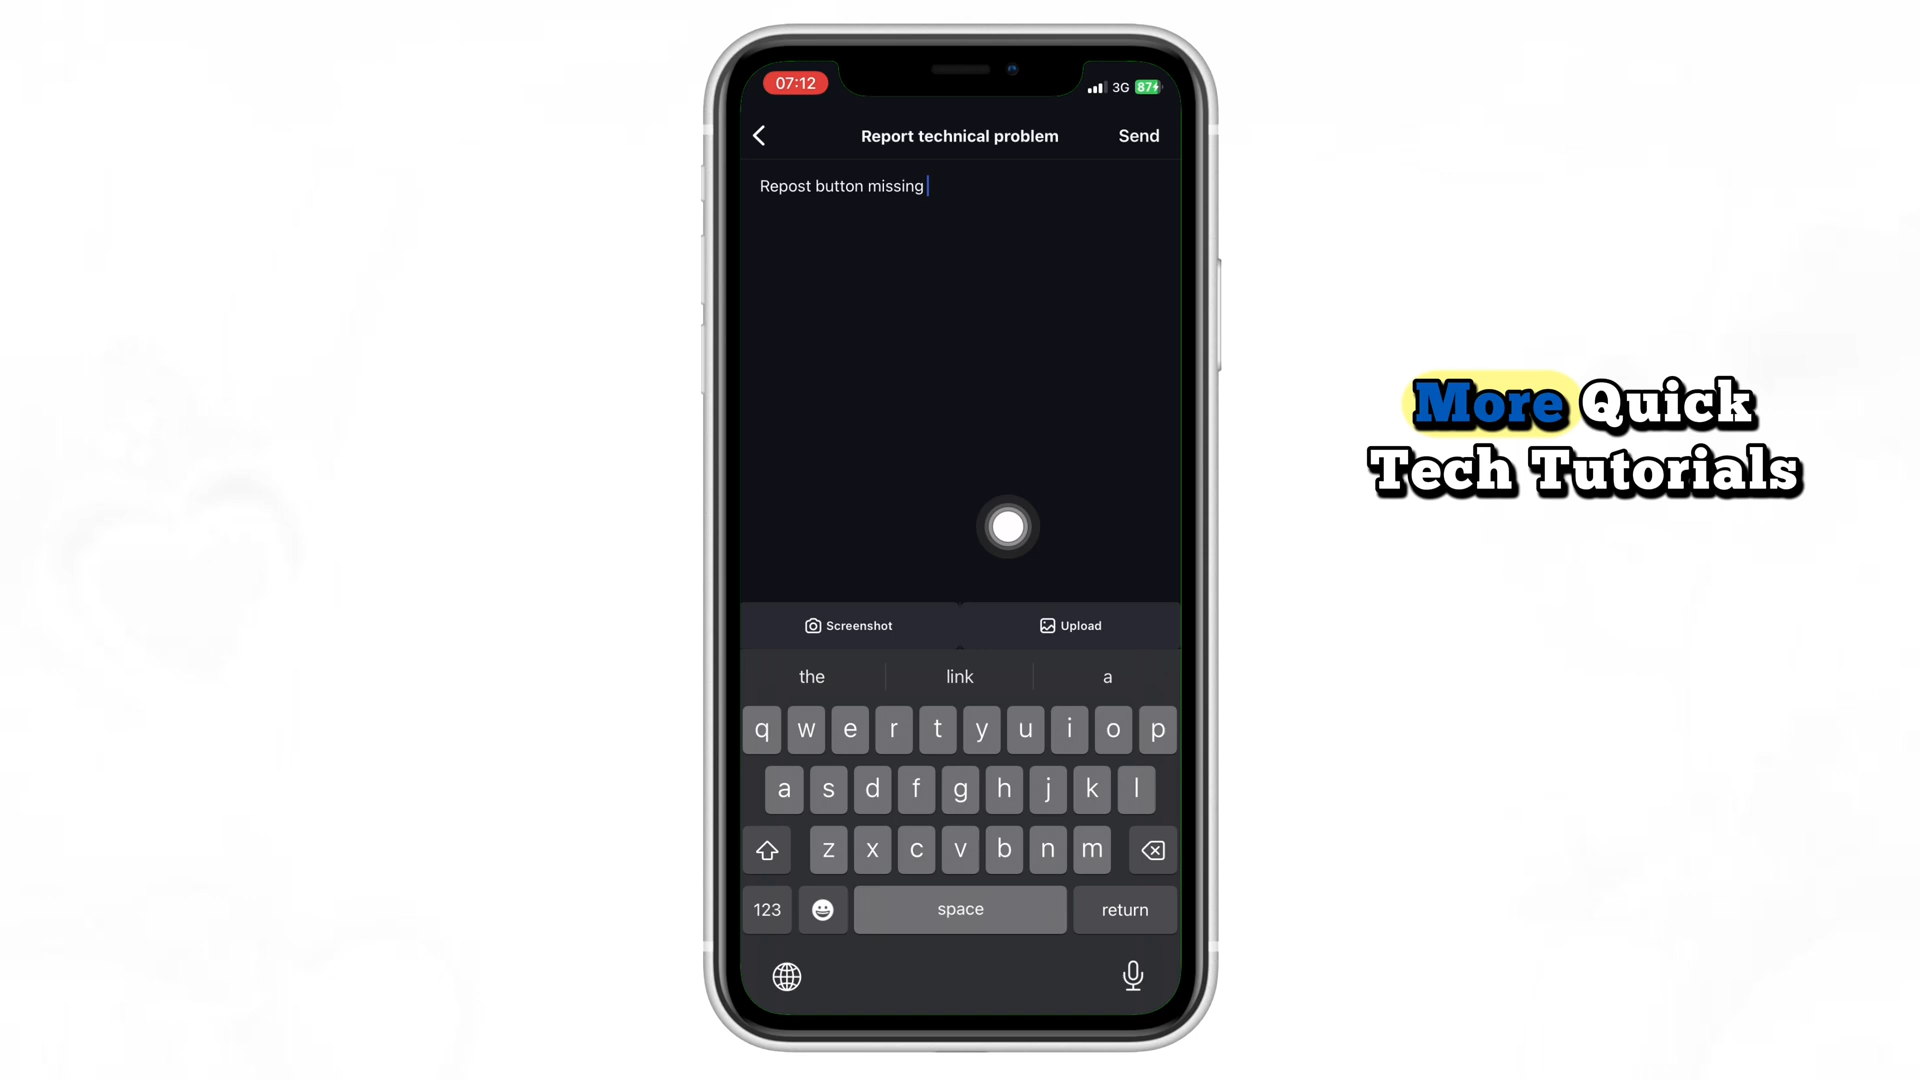 07:12
3G 87
Report technical problem
Send
Repost button missing
More Quick
Tech Tutorials
Screenshot
Upload
the link a
q w e r t y u i o p
a s d f g h j k l
z x c v b n m
123 space return